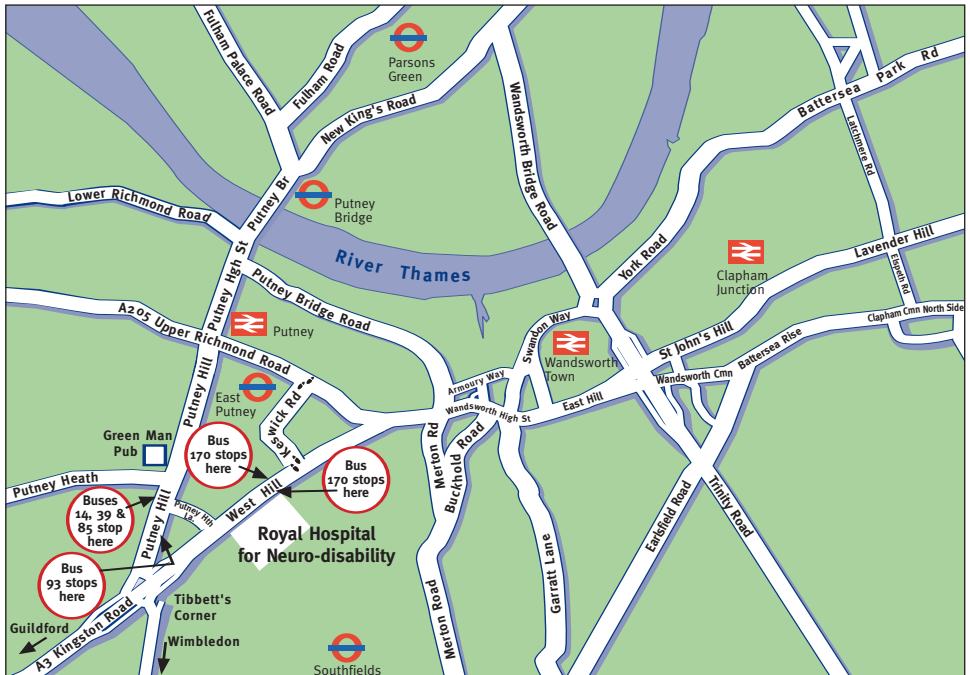 Fulham Palace Road
Fulham Road
Parsons
Green
New King's Road
Wandsworth Bridge Road
Battersea Park Rd
Latchmere Rd
Lower Richmond Road
Putney Br
Putney
Bridge
River Thames
York Road
Clapham
Junction
Lavender Hill
Elspeth Rd
Putney Hgh St
Putney Bridge Road
A205 Upper Richmond Road
Putney
Swandon Way
Wandsworth
Town
St John's Hill
Clapham Cmn North Side
Battersea Rise
Wandsworth Cmn
East
Putney
Armoury Way
Wandsworth High St
East Hill
Putney Hill
Keswick Rd
Green Man
Pub
Bus
170 stops
here
Bus
170 stops
here
Merton Rd
Buckhold Road
Putney Heath
West Hill
Buses
14, 39 &
85 stop
here
Putney Hth
La.
Putney Hill
Royal Hospital
for Neuro-disability
Earlsfield Road
Trinity Road
Garratt Lane
Bus
93 stops
here
Tibbett's
Corner
Guildford
A3 Kingston Road
Wimbledon
Merton Road
Southfields